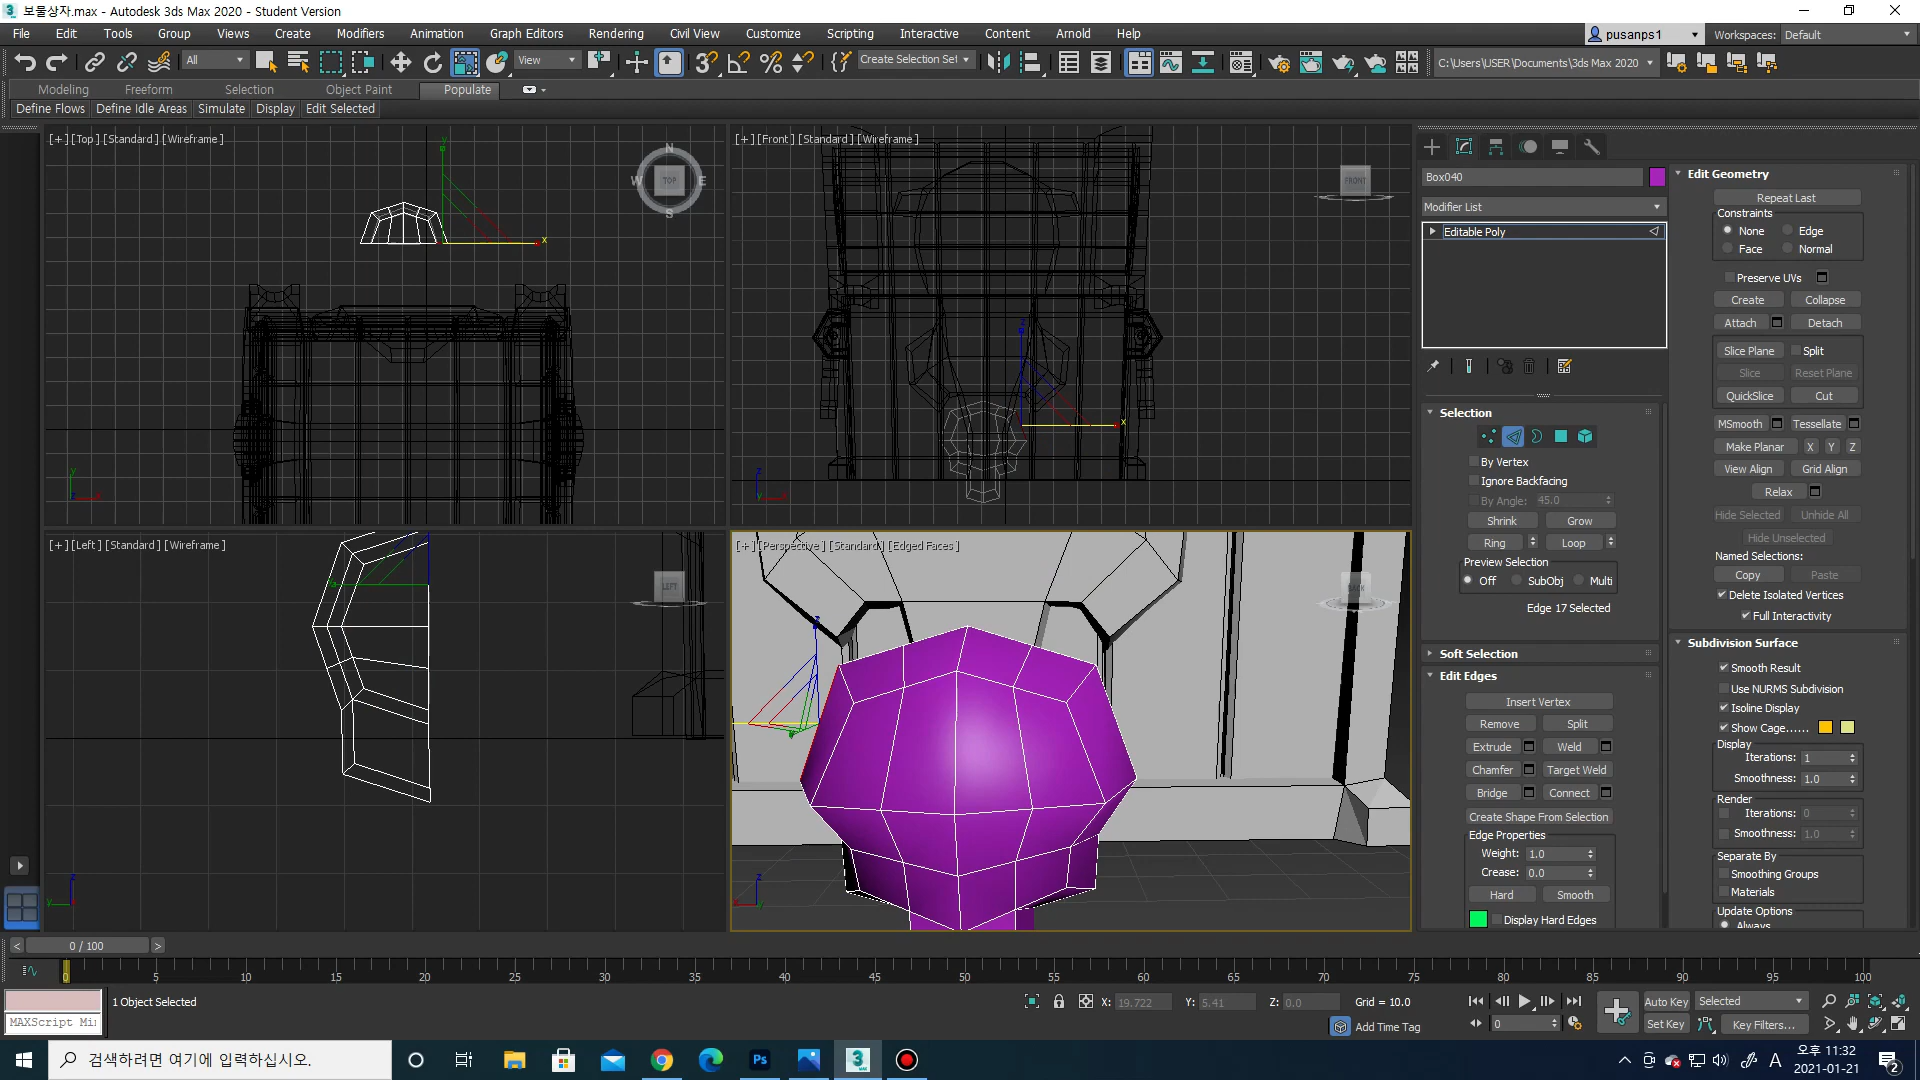 보물상자.max - Autodesk 3ds Max 2020 - Student Version
File Edit Tools Group Views Create Modifiers Animation Graph Editors Rendering Civil View Customize Scripting Interactive Content Arnold Help
pusanps1 Workspaces: Default
All View Create Selection Set C:\Users\USER\Documents\3ds Max 2020
Modeling Freeform Selection Object Paint Populate
Define Flows Define Idle Areas Simulate Display Edit Selected
[+] [Top] [Standard] [Wireframe]
N
W TOP E
S
y
x
[+] [Front] [Standard] [Wireframe]
FRONT
x
[+] [Left] [Standard] [Wireframe]
LEFT
[+] [Perspective] [Standard] [Edged Faces]
BACK
Box040
Modifier List
Editable Poly
Selection
By Vertex
Ignore Backfacing
By Angle: 45.0
Shrink Grow
Ring Loop
Preview Selection
Off SubObj Multi
Edge 17 Selected
Soft Selection
Edit Edges
Insert Vertex
Remove Split
Extrude Weld
Chamfer Target Weld
Bridge Connect
Create Shape From Selection
Edge Properties
Weight: 1.0
Crease: 0.0
Hard Smooth
Display Hard Edges
Edit Geometry
Repeat Last
Constraints
None Edge
Face Normal
Preserve UVs
Create Collapse
Attach Detach
Slice Plane Split
Slice Reset Plane
QuickSlice Cut
MSmooth Tessellate
Make Planar X Y Z
View Align Grid Align
Relax
Hide Selected Unhide All
Hide Unselected
Named Selections:
Copy Paste
Delete Isolated Vertices
Full Interactivity
Subdivision Surface
Smooth Result
Use NURMS Subdivision
Isoline Display
Show Cage......
Display
Iterations: 1
Smoothness: 1.0
Render
Iterations: 0
Smoothness: 1.0
Separate By
Smoothing Groups
Materials
Update Options
Always
< 0 / 100 >
0 5 10 15 20 25 30 35 40 45 50 55 60 65 70 75 80 85 90 95 100
1 Object Selected
X: 19.722 Y: 5.41 Z: 0.0 Grid = 10.0
Auto Key Selected
MAXScript Mi
Add Time Tag
0
Set Key Key Filters...
검색하려면 여기에 입력하십시오.
Ps
3
MAX
A
오후 11:32
2021-01-21
2